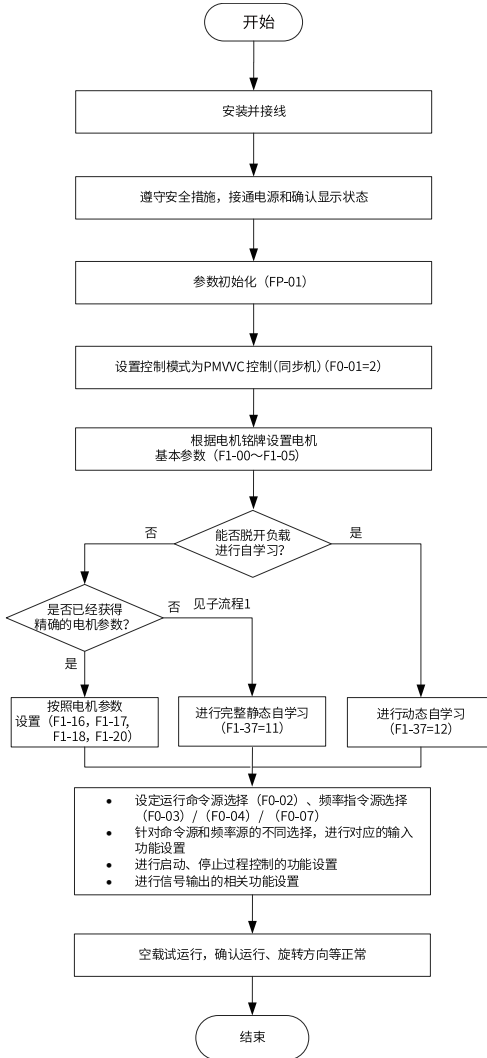 开始
安装并接线
遵守安全措施，接通电源和确认显示状态
参数初始化（FP-01）
设置控制模式为PMVVC控制（同步机）（F0-01=2）
根据电机铭牌设置电机
基本参数（F1-00～F1-05）
能否脱开负载
进行自学习？
否
是
是否已经获得
精确的电机参数？
否 见子流程1
是
按照电机参数
设置（F1-16，F1-17，
F1-18，F1-20）
进行完整静态自学习
（F1-37=11）
进行动态自学习
（F1-37=12）
• 设定运行命令源选择（F0-02）、频率指令源选择
（F0-03）/（F0-04）/（F0-07）
• 针对命令源和频率源的不同选择，进行对应的输入
功能设置
• 进行启动、停止过程控制的功能设置
• 进行信号输出的相关功能设置
空载试运行，确认运行、旋转方向等正常
结束